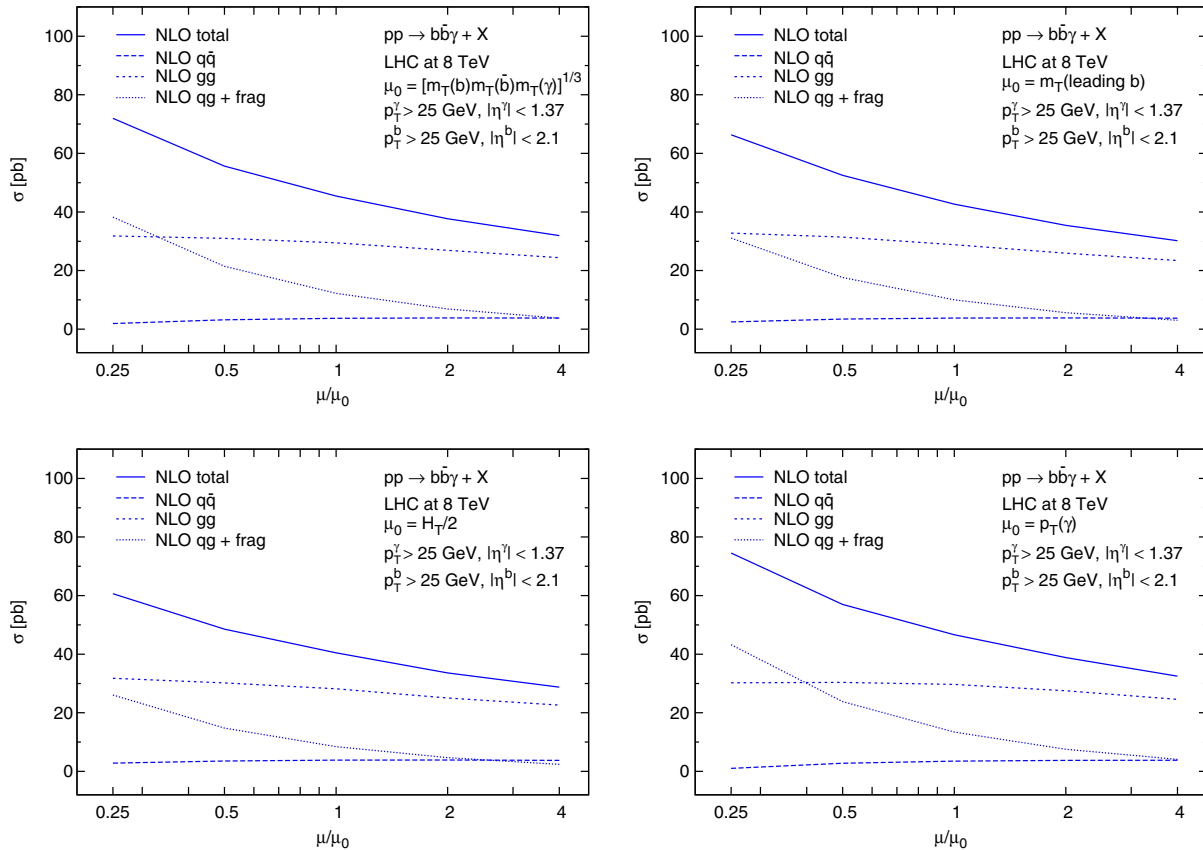 100
80
60
40
20
0
σ [pb]
NLO total
NLO qq̄
NLO gg
NLO qg + frag
pp → bb̄γ + X
LHC at 8 TeV
μ₀ = [m_T(b)m_T(b̄)m_T(γ)]^1/3
p_T^γ > 25 GeV, |η^γ| < 1.37
p_T^b > 25 GeV, |η^b| < 2.1
0.25 0.5 1 2 4
μ/μ₀
100
80
60
40
20
0
σ [pb]
NLO total
NLO qq̄
NLO gg
NLO qg + frag
pp → bb̄γ + X
LHC at 8 TeV
μ₀ = m_T(leading b)
p_T^γ > 25 GeV, |η^γ| < 1.37
p_T^b > 25 GeV, |η^b| < 2.1
0.25 0.5 1 2 4
μ/μ₀
100
80
60
40
20
0
σ [pb]
NLO total
NLO qq̄
NLO gg
NLO qg + frag
pp → bb̄γ + X
LHC at 8 TeV
μ₀ = H_T/2
p_T^γ > 25 GeV, |η^γ| < 1.37
p_T^b > 25 GeV, |η^b| < 2.1
0.25 0.5 1 2 4
μ/μ₀
100
80
60
40
20
0
σ [pb]
NLO total
NLO qq̄
NLO gg
NLO qg + frag
pp → bb̄γ + X
LHC at 8 TeV
μ₀ = p_T(γ)
p_T^γ > 25 GeV, |η^γ| < 1.37
p_T^b > 25 GeV, |η^b| < 2.1
0.25 0.5 1 2 4
μ/μ₀